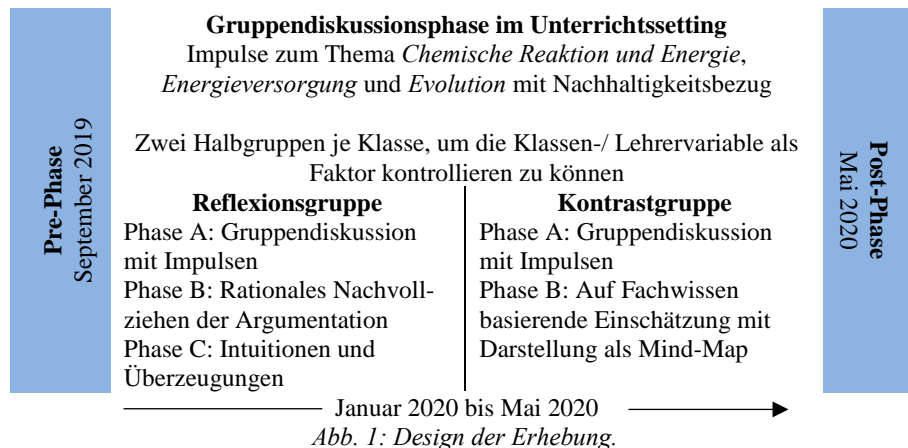 Gruppendiskussionsphase im Unterrichtssetting
Impulse zum Thema Chemische Reaktion und Energie,
Energieversorgung und Evolution mit Nachhaltigkeitsbezug
Pre-Phase
September 2019
Zwei Halbgruppen je Klasse, um die Klassen-/ Lehrervariable als
Faktor kontrollieren zu können
Reflexionsgruppe
Phase A: Gruppendiskussion
mit Impulsen
Phase B: Rationales Nachvoll-
ziehen der Argumentation
Phase C: Intuitionen und
Überzeugungen
Kontrastgruppe
Phase A: Gruppendiskussion
mit Impulsen
Phase B: Auf Fachwissen
basierende Einschätzung mit
Darstellung als Mind-Map
Post-Phase
Mai 2020
Januar 2020 bis Mai 2020
Abb. 1: Design der Erhebung.